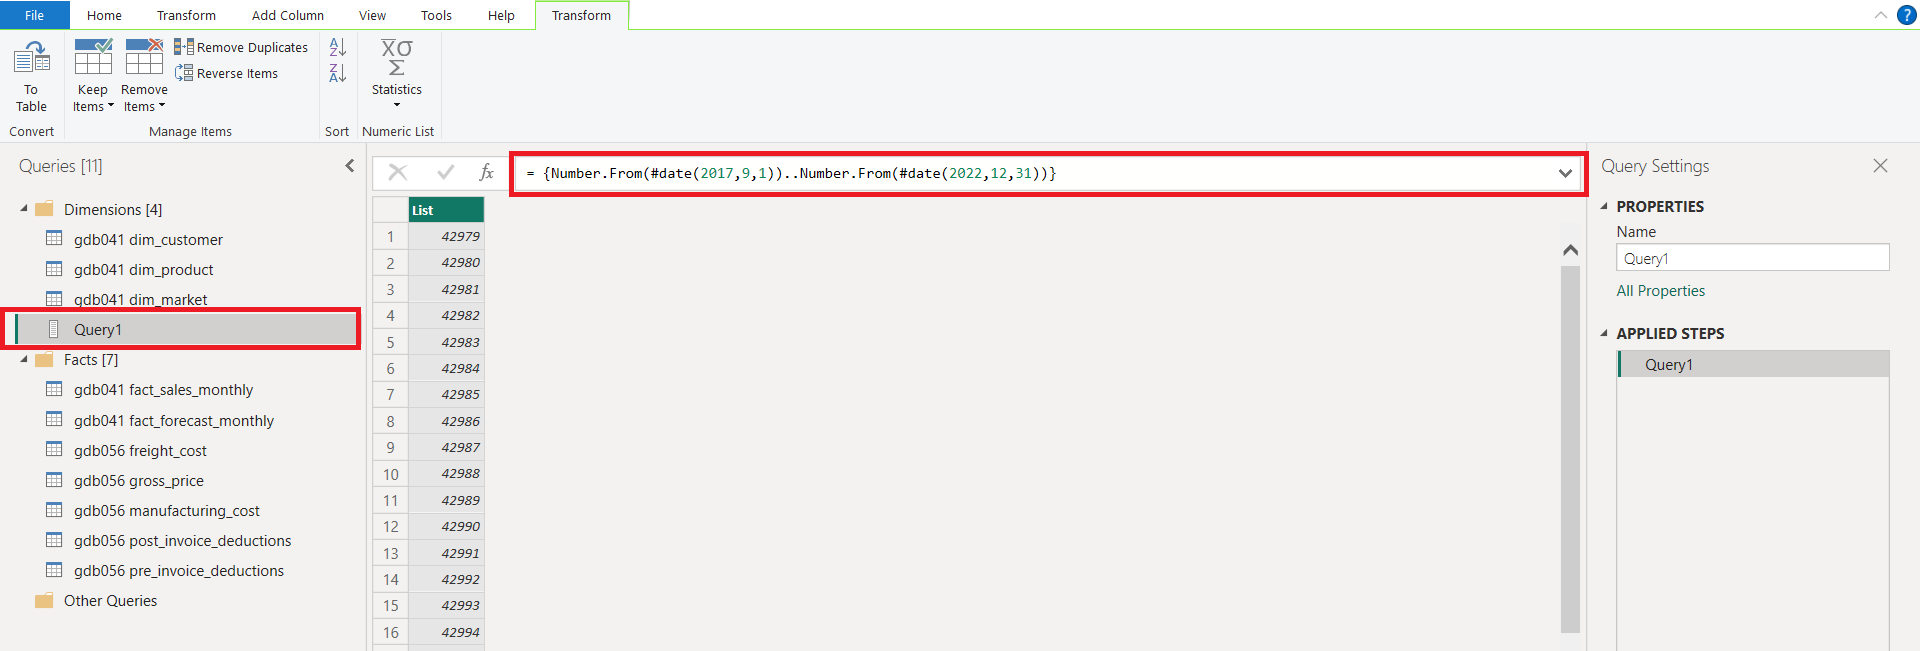 File Home Transform Add Column View Tools Help Transform ?
To Table
Keep Items
Remove Items
Remove Duplicates
Reverse Items
A Z
Z A
X̅σ Σ
Statistics
Convert Manage Items Sort Numeric List
Queries [11]
Dimensions [4]
gdb041 dim_customer
gdb041 dim_product
gdb041 dim_market
Query1
Facts [7]
gdb041 fact_sales_monthly
gdb041 fact_forecast_monthly
gdb056 freight_cost
gdb056 gross_price
gdb056 manufacturing_cost
gdb056 post_invoice_deductions
gdb056 pre_invoice_deductions
Other Queries
fx = {Number.From(#date(2017,9,1))..Number.From(#date(2022,12,31))}
List
1 42979
2 42980
3 42981
4 42982
5 42983
6 42984
7 42985
8 42986
9 42987
10 42988
11 42989
12 42990
13 42991
14 42992
15 42993
16 42994
Query Settings
PROPERTIES
Name
Query1
All Properties
APPLIED STEPS
Query1